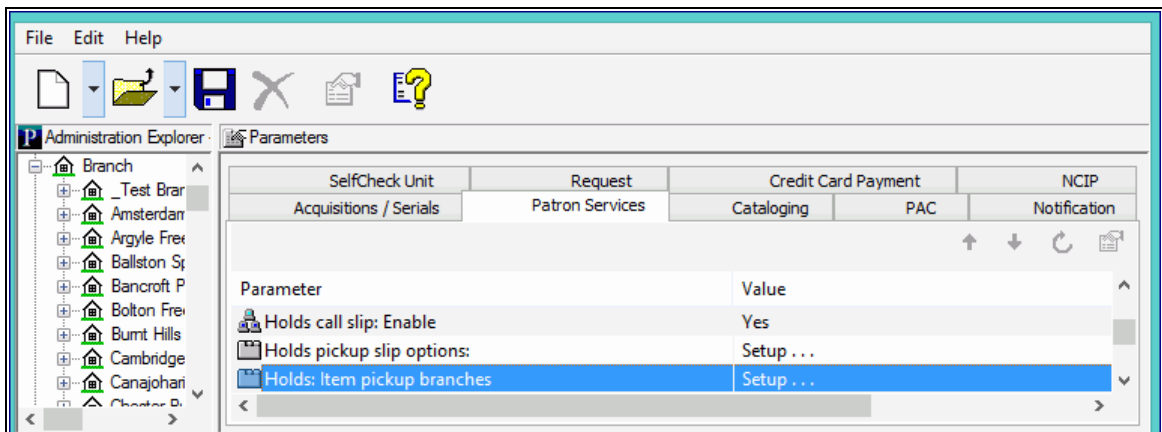 File Edit Help
P Administration Explorer - Parameters
Branch
_Test Bran
Amsterdam
Argyle Free
Ballston Sp
Bancroft P
Bolton Free
Burnt Hills
Cambridge
Canajohari
SelfCheck Unit Request Credit Card Payment NCIP
Acquisitions / Serials Patron Services Cataloging PAC Notification
Parameter Value
Holds call slip: Enable Yes
Holds pickup slip options: Setup . . .
Holds: Item pickup branches Setup . . .